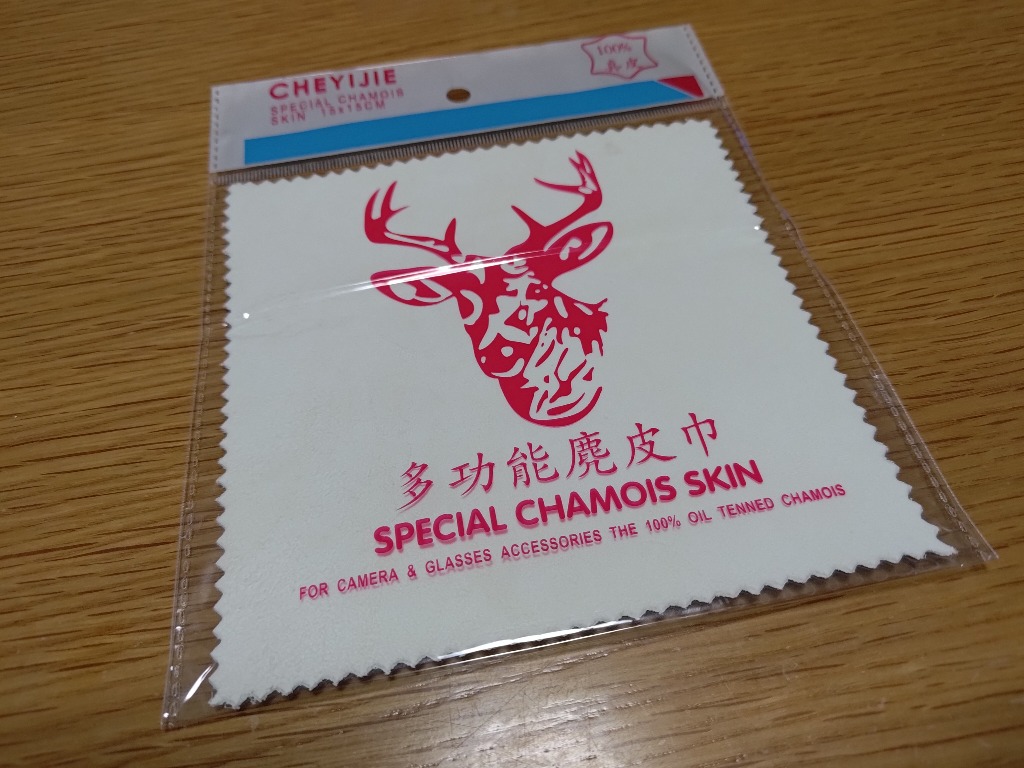 CHEYIJIE
SPECIAL CHAMOIS
SKIN 15x15CM
100%
皮
多功能麂皮巾
SPECIAL CHAMOIS SKIN
FOR CAMERA & GLASSES ACCESSORIES THE 100% OIL TENNED CHAMOIS